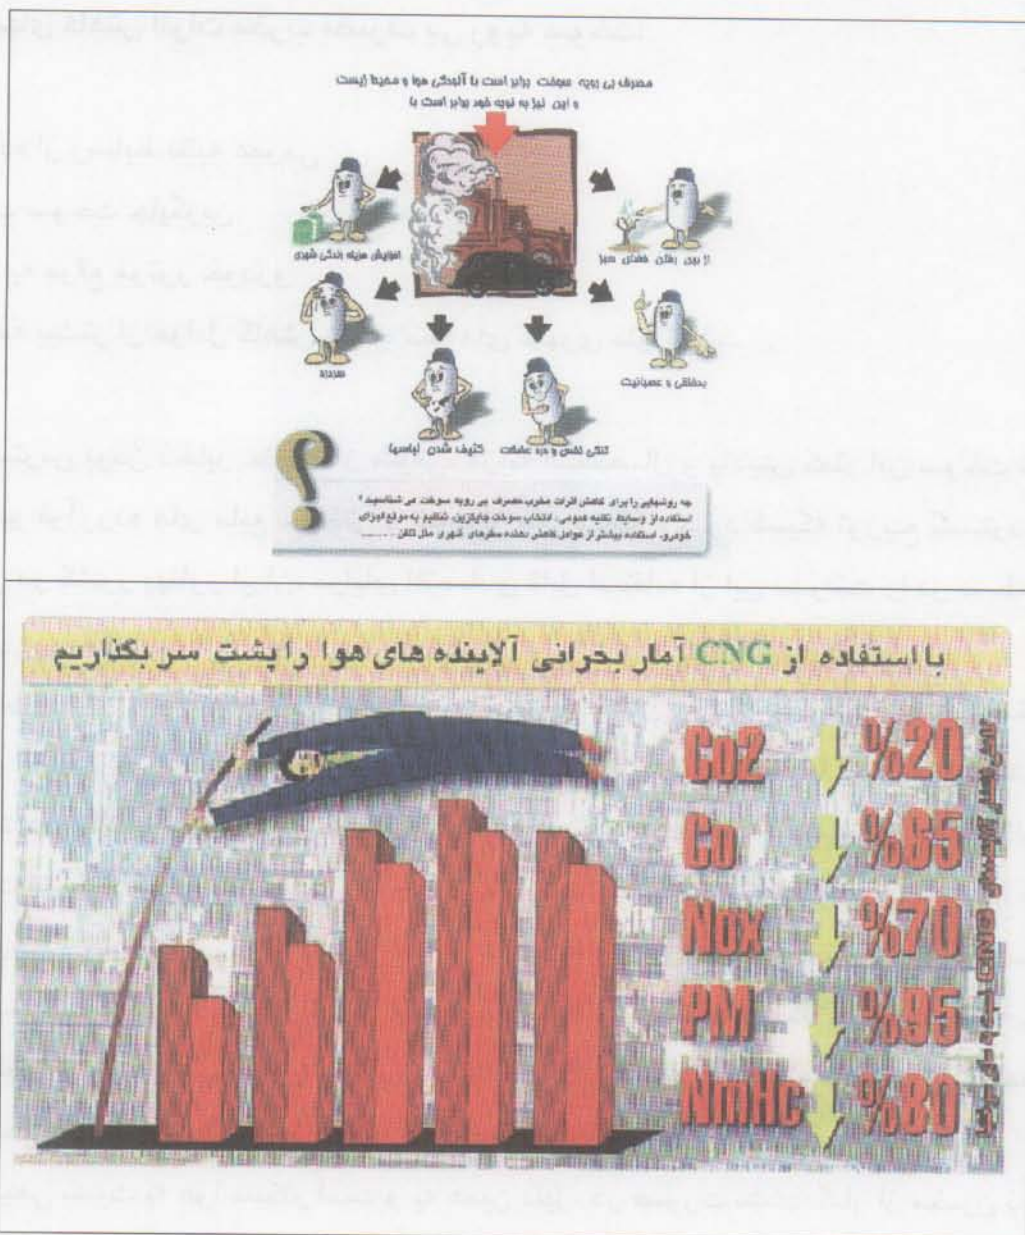 مصرف بی رویه سوخت برابر است با آلودگی هوا و محیط زیست
و این نیز به نوبه خود برابر است با
از بین رفتن فضای سبز
افزایش هزینه زندگی شهری
بدخلقی و عصبانیت
سردرد
تنگی نفس و درد عضلات
کثیف شدن لباسها
؟
چه روشهایی را برای کاهش اثرات مخرب مصرف بی رویه سوخت می شناسید ؟
استفاده از وسایط نقلیه عمومی ، انتخاب سوخت جایگزین، تنظیم به موقع اجزای
خودرو، استفاده بیشتر از عوامل کاهش دهنده سفرهای شهری مثل تلفن ........
با استفاده از CNG آمار بحرانی آلاینده های هوا را پشت سر بگذاریم
Co2 %20
Co %65
Nox %70
PM %95
NmHc %80
CNG نسبت به سایر